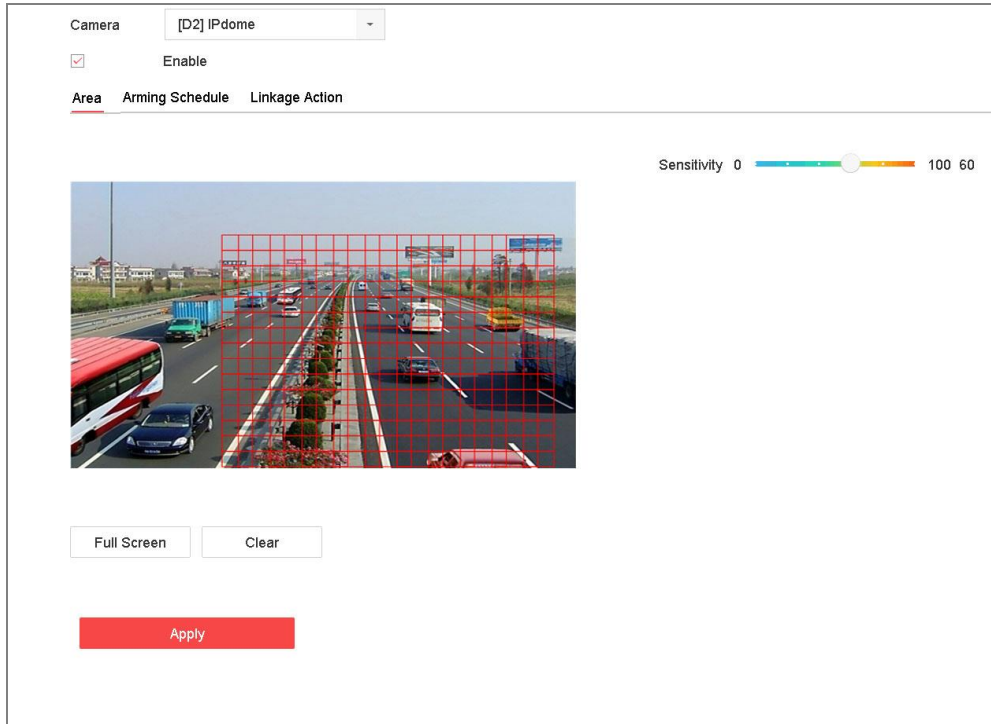 Camera [D2] IPdome
Enable
Area Arming Schedule Linkage Action
Sensitivity 0 100 60
Full Screen Clear
Apply